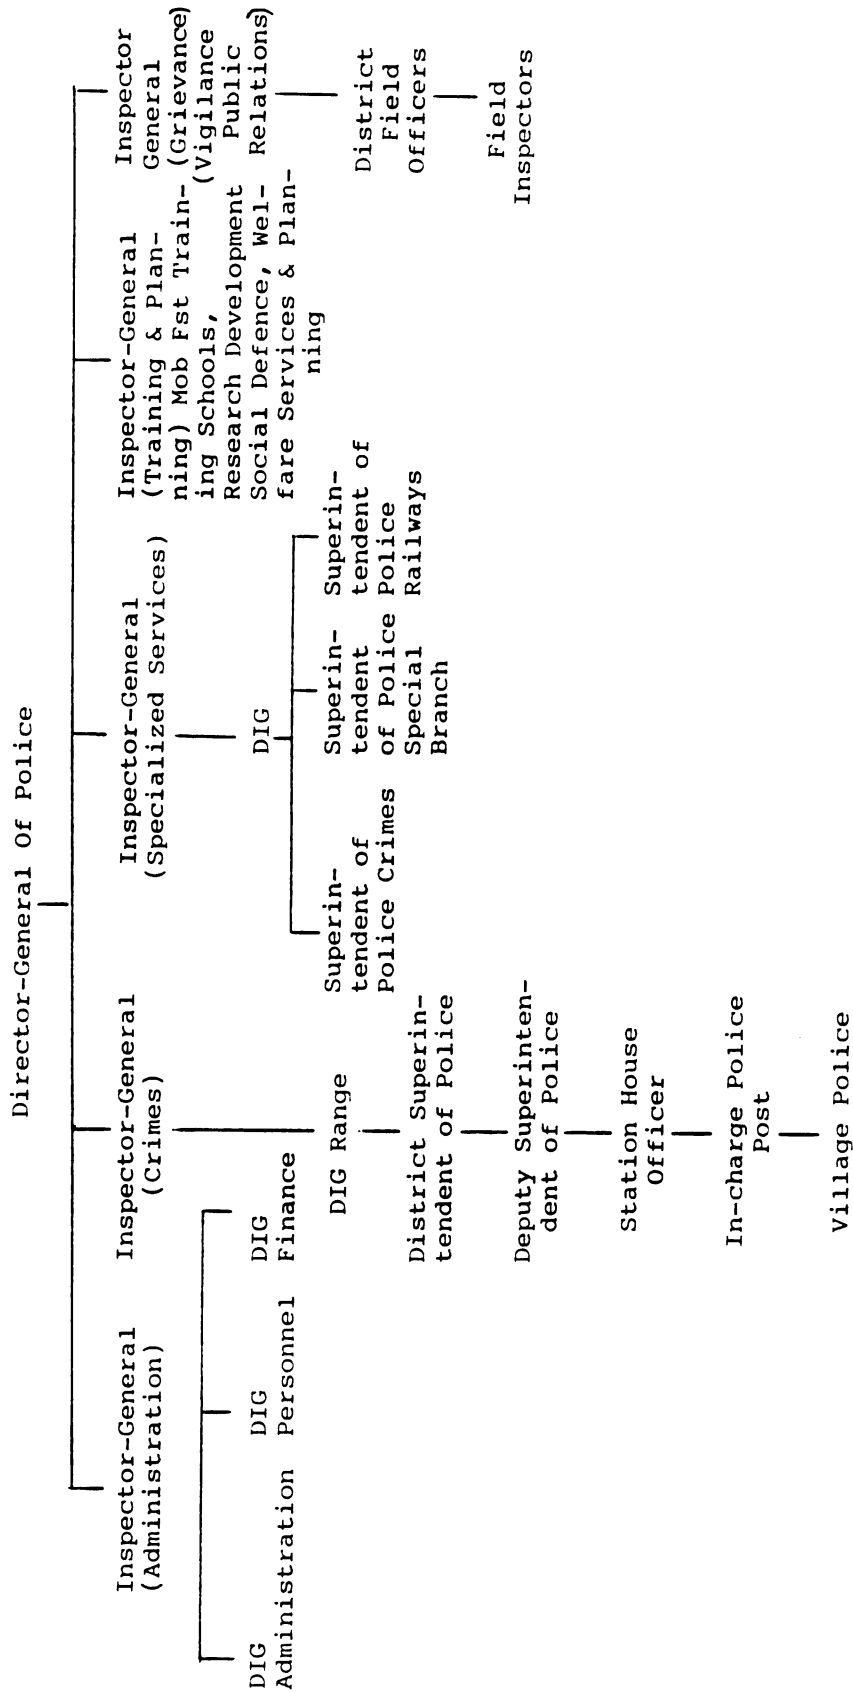 Director-General Of Police
Inspector-General
(Administration)
DIG
Administration
DIG
Personnel
DIG
Finance
Inspector-General
(Crimes)
DIG Range
District Superin-
tendent of Police
Deputy Superinten-
dent of Police
Station House
Officer
In-charge Police
Post
Village Police
Inspector-General
(Specialized Services)
DIG
Superin-
tendent of
Police Crimes
Superin-
tendent
of Police
Special
Branch
Superin-
tendent of
Police
Railways
Inspector-General
(Training & Plan-
ning) Mob Fst Train-
ing Schools,
Research Development
Social Defence, Wel-
fare Services & Plan-
ning
Inspector
General
(Grievance)
(Vigilance
Public
Relations)
District
Field
Officers
Field
Inspectors